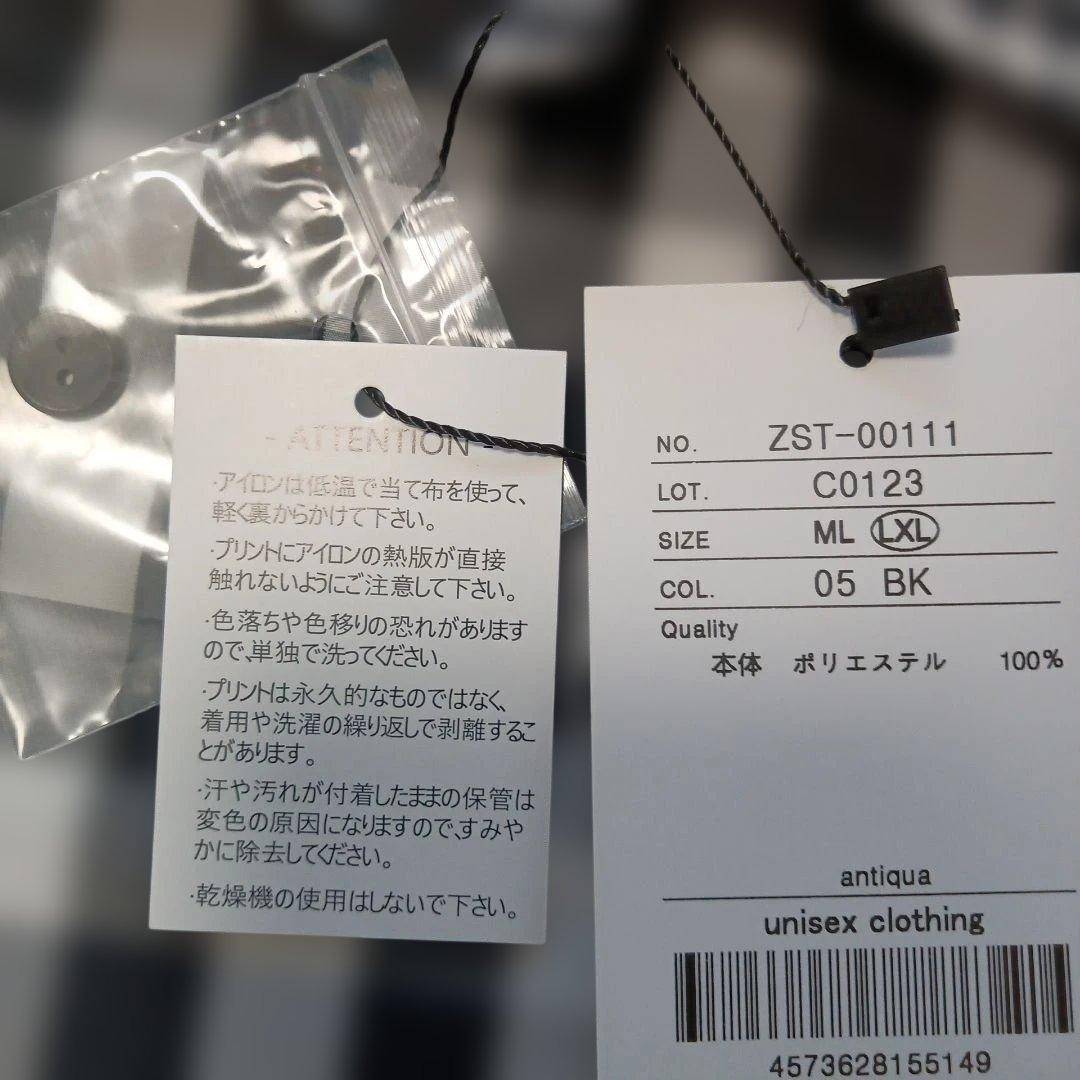 - ATTENTION -
·アイロンは低温で当て布を使って、
軽く裏からかけて下さい。
·プリントにアイロンの熱版が直接
触れないようにご注意して下さい。
·色落ちや色移りの恐れがあります
ので、単独で洗ってください。
·プリントは永久的なものではなく、
着用や洗濯の繰り返しで剥離するこ
とがあります。
·汗や汚れが付着したままの保管は
変色の原因になりますので、すみや
かに除去してください。
·乾燥機の使用はしないで下さい。
NO. ZST-00111
LOT. C0123
SIZE ML LXL
COL. 05 BK
Quality
本体 ポリエステル 100%
antiqua
unisex clothing
4573628155149